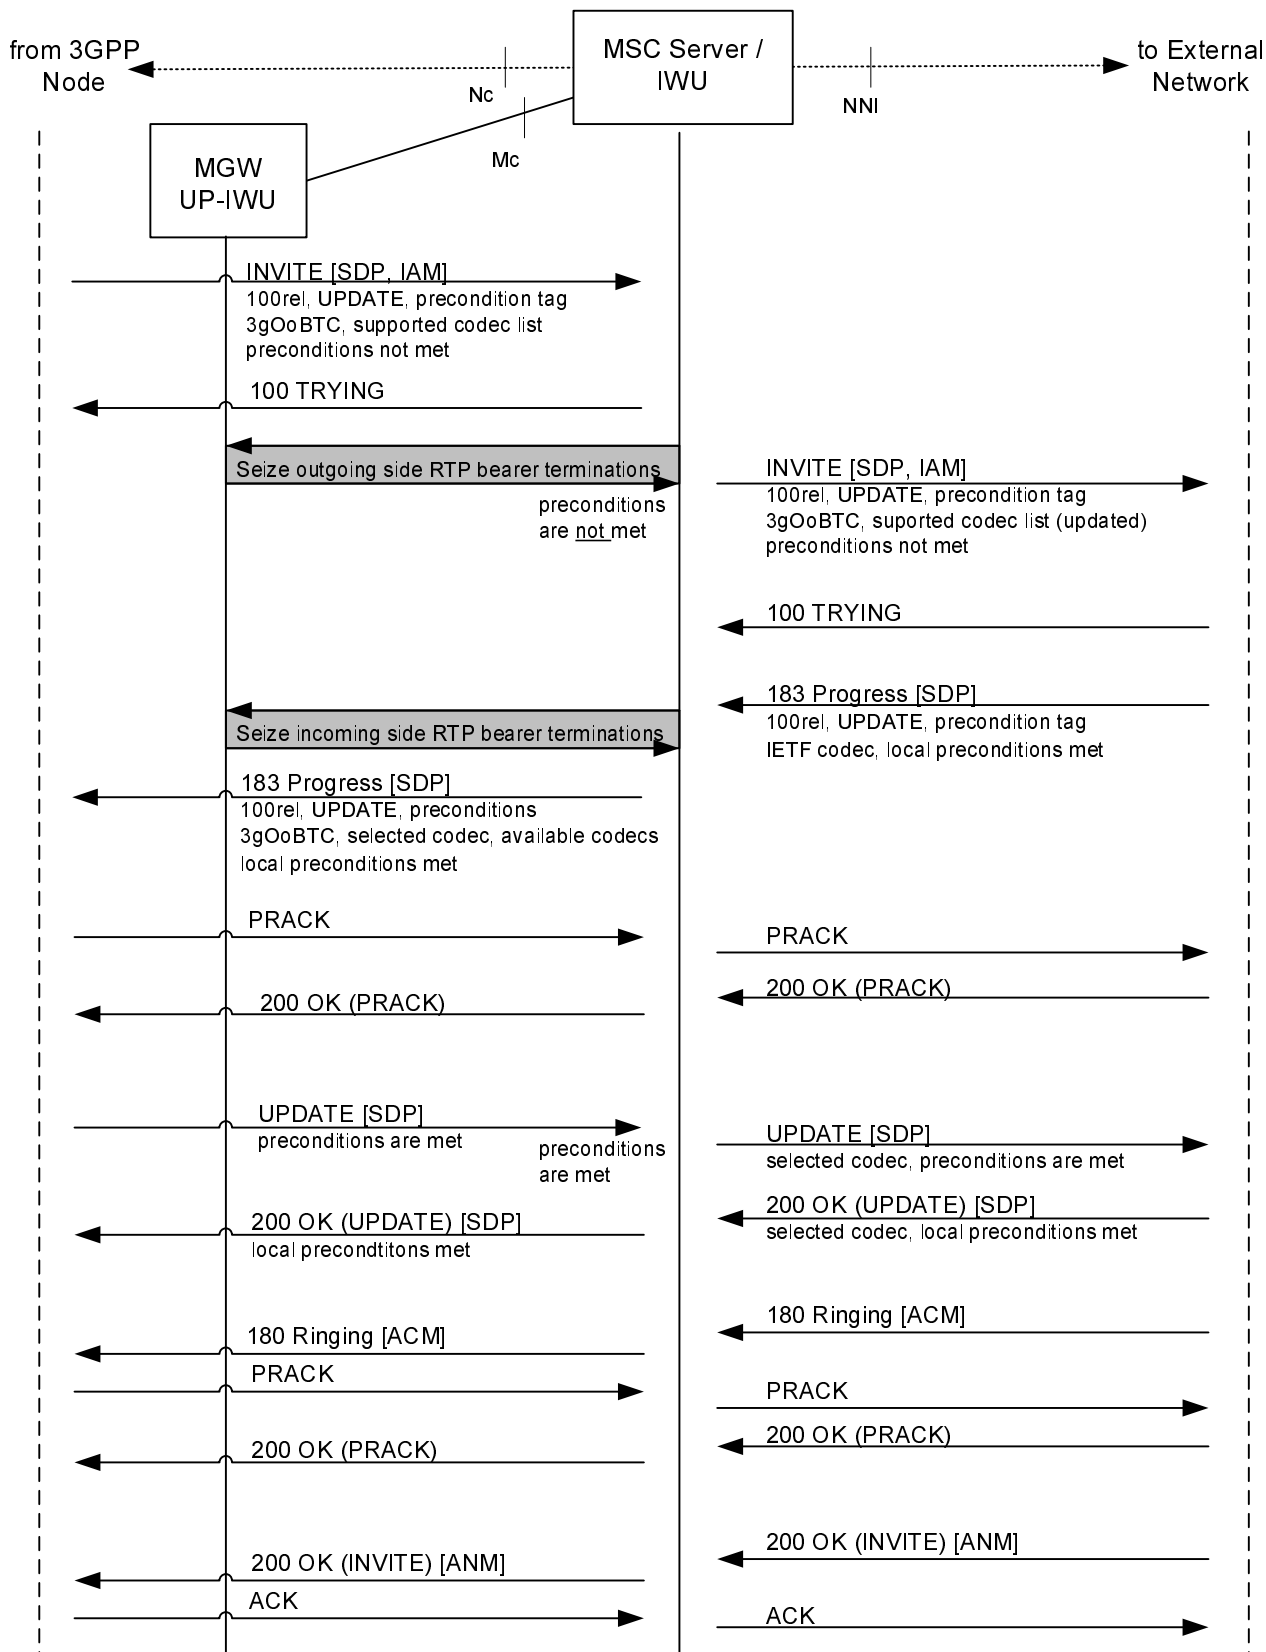 from 3GPP
Node
MSC Server /
IWU
to External
Network
Nc
NNI
Mc
MGW
UP-IWU
INVITE [SDP, IAM]
100rel, UPDATE, precondition tag
3gOoBTC, supported codec list
preconditions not met
100 TRYING
Seize outgoing side RTP bearer terminations
preconditions
are not met
INVITE [SDP, IAM]
100rel, UPDATE, precondition tag
3gOoBTC, suported codec list (updated)
preconditions not met
100 TRYING
183 Progress [SDP]
100rel, UPDATE, precondition tag
IETF codec, local preconditions met
Seize incoming side RTP bearer terminations
183 Progress [SDP]
100rel, UPDATE, preconditions
3gOoBTC, selected codec, available codecs
local preconditions met
PRACK
PRACK
200 OK (PRACK)
200 OK (PRACK)
UPDATE [SDP]
preconditions are met
preconditions
are met
UPDATE [SDP]
selected codec, preconditions are met
200 OK (UPDATE) [SDP]
selected codec, local preconditions met
200 OK (UPDATE) [SDP]
local precondtitons met
180 Ringing [ACM]
180 Ringing [ACM]
PRACK
PRACK
200 OK (PRACK)
200 OK (PRACK)
200 OK (INVITE) [ANM]
200 OK (INVITE) [ANM]
ACK
ACK